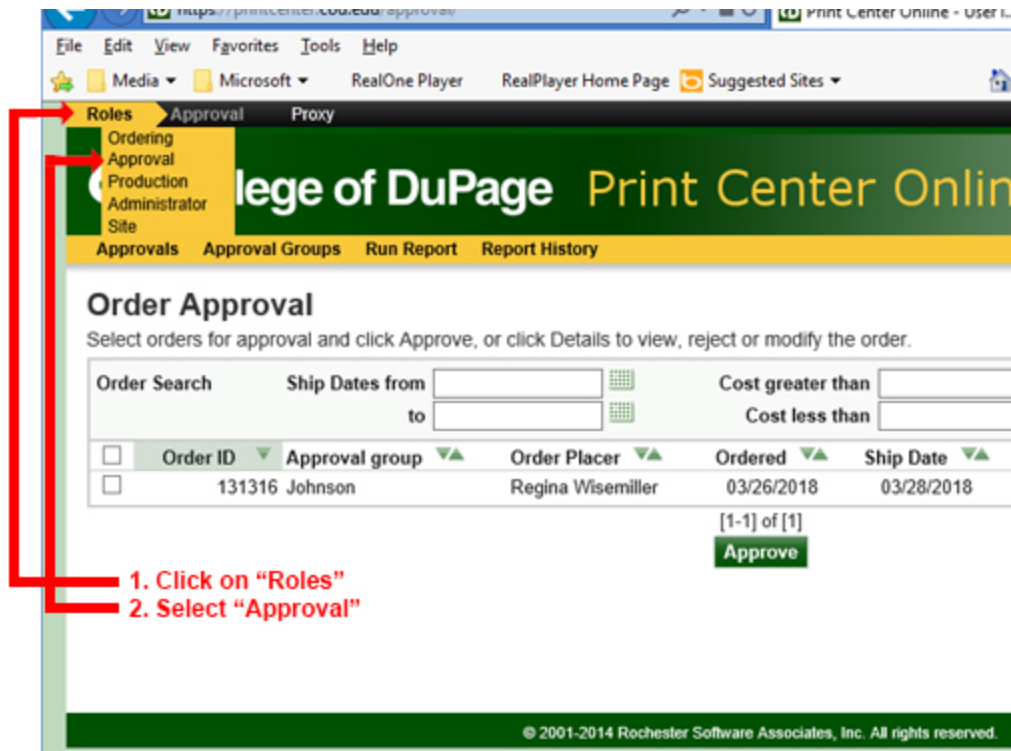 https://printcenter.cod.edu/approval/ Print Center Online - User I...
File Edit View Favorites Tools Help
Media Microsoft RealOne Player RealPlayer Home Page Suggested Sites
Roles Approval Proxy
Ordering
Approval
Production
Administrator
Site
lege of DuPage Print Center Onlin
Approvals Approval Groups Run Report Report History
Order Approval
Select orders for approval and click Approve, or click Details to view, reject or modify the order.
Order Search Ship Dates from Cost greater than
to Cost less than
Order ID Approval group Order Placer Ordered Ship Date
131316 Johnson Regina Wisemiller 03/26/2018 03/28/2018
[1-1] of [1]
Approve
1. Click on “Roles”
2. Select “Approval”
© 2001-2014 Rochester Software Associates, Inc. All rights reserved.